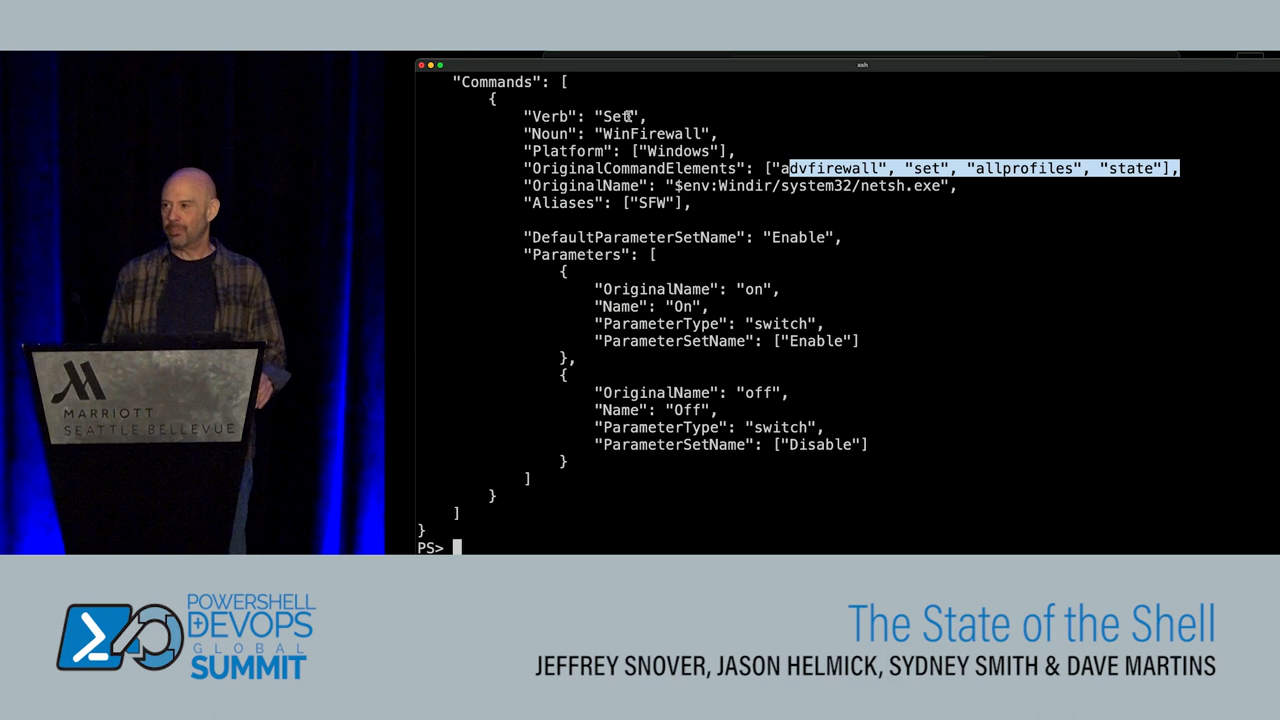 ssh
"Commands": [
{
"Verb": "Set",
"Noun": "WinFirewall",
"Platform": ["Windows"],
"OriginalCommandElements": ["advfirewall", "set", "allprofiles", "state"],
"OriginalName": "$env:Windir/system32/netsh.exe",
"Aliases": ["SFW"],
"DefaultParameterSetName": "Enable",
"Parameters": [
{
"OriginalName": "on",
"Name": "On",
"ParameterType": "switch",
"ParameterSetName": ["Enable"]
},
{
"OriginalName": "off",
"Name": "Off",
"ParameterType": "switch",
"ParameterSetName": ["Disable"]
}
]
}
]
}
PS>
MARRIOTT
SEATTLE BELLEVUE
POWERSHELL
+DEVOPS
GLOBAL
SUMMIT
The State of the Shell
JEFFREY SNOVER, JASON HELMICK, SYDNEY SMITH & DAVE MARTINS